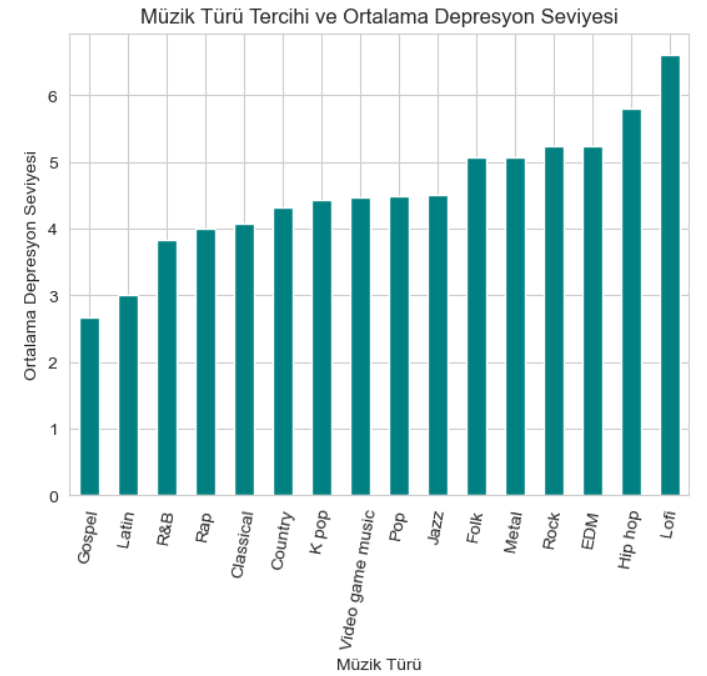 Müzik Türü Tercihi ve Ortalama Depresyon Seviyesi
Ortalama Depresyon Seviyesi
6
5
4
3
2
1
0
Gospel
Latin
R&B
Rap
Classical
Country
K pop
Video game music
Pop
Jazz
Folk
Metal
Rock
EDM
Hip hop
Lofi
Müzik Türü